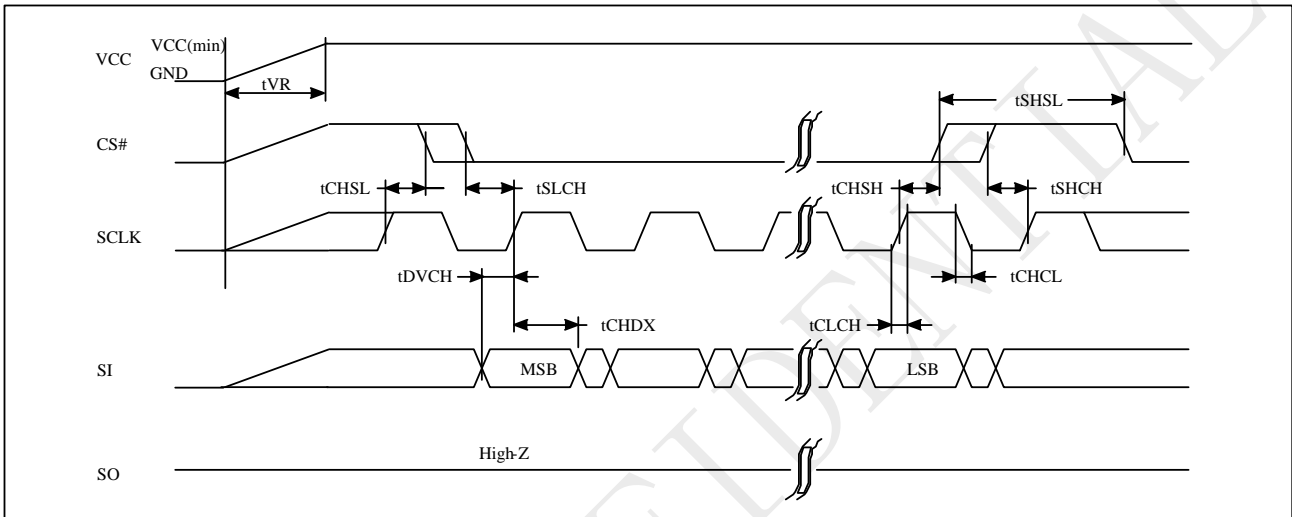 VCC
VCC(min)
GND
tVR
tSHSL
CS#
tCHSL
tSLCH
tCHSH
tSHCH
SCLK
tDVCH
tCHCL
tCHDX
tCLCH
SI
MSB
LSB
High-Z
SO